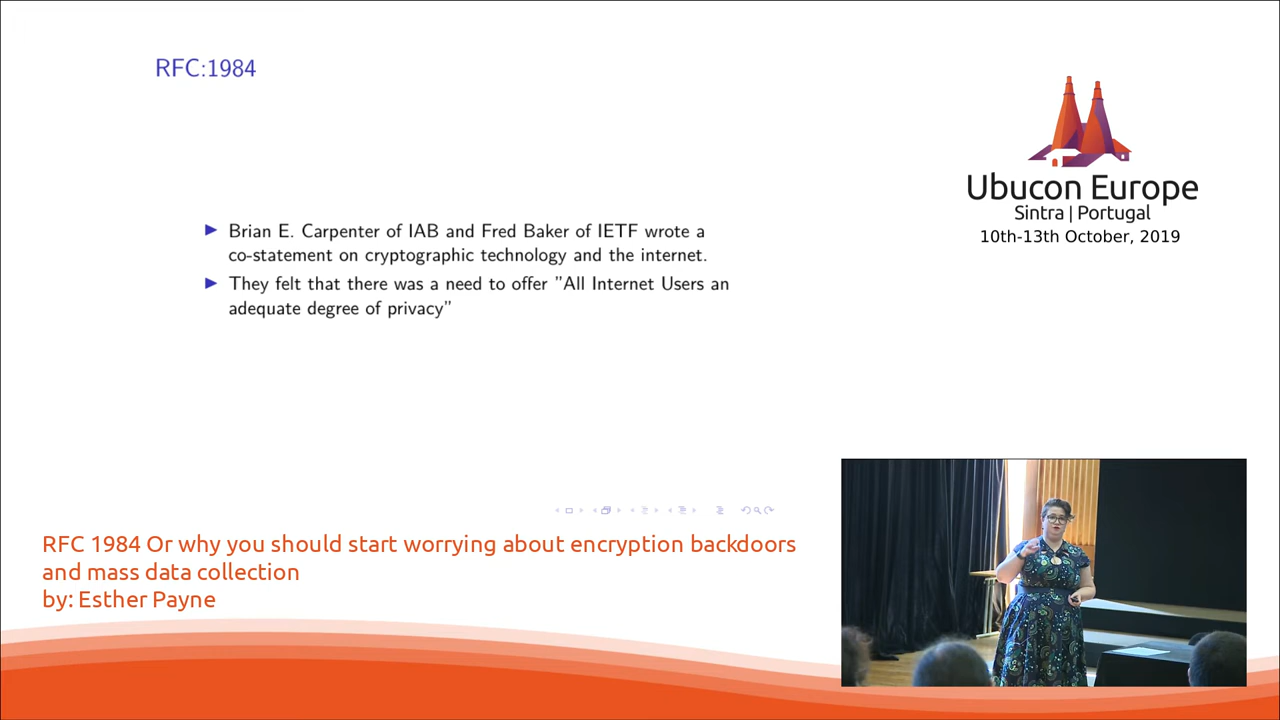 RFC:1984
Brian E. Carpenter of IAB and Fred Baker of IETF wrote a
co-statement on cryptographic technology and the internet.
They felt that there was a need to offer "All Internet Users an
adequate degree of privacy"
Ubucon Europe
Sintra | Portugal
10th-13th October, 2019
RFC 1984 Or why you should start worrying about encryption backdoors
and mass data collection
by: Esther Payne